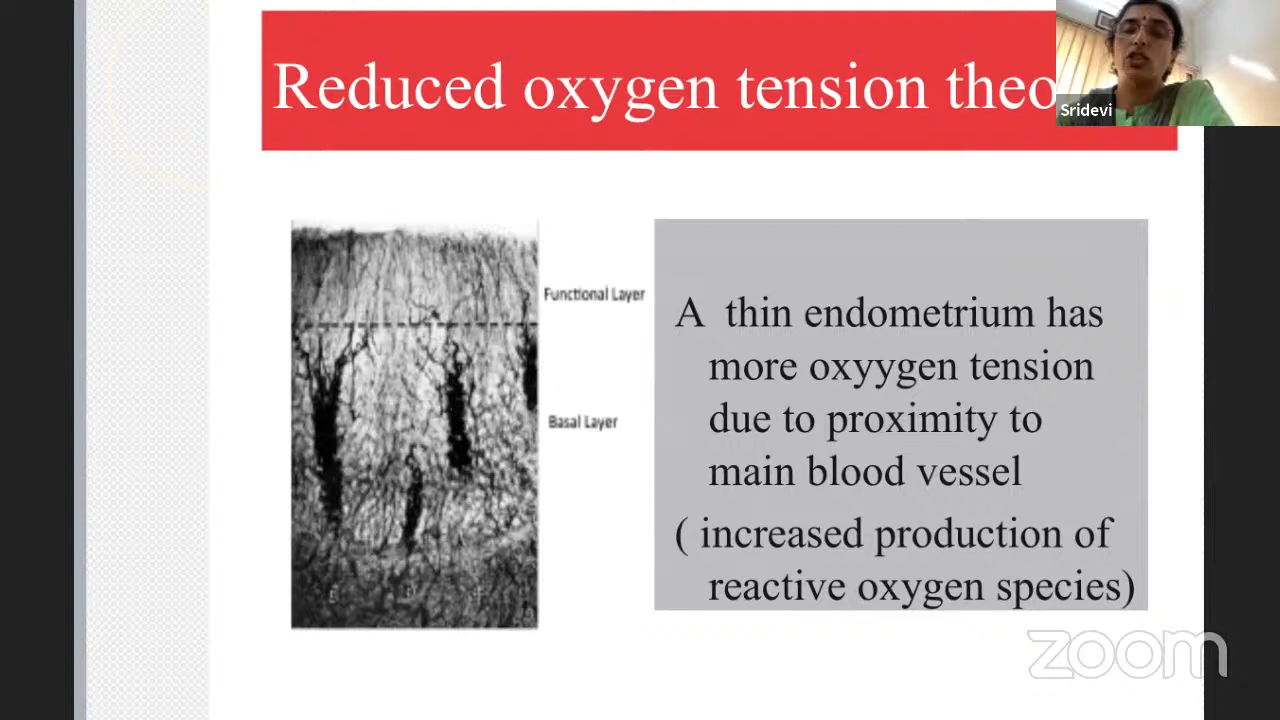 Reduced oxygen tension theo
Sridevi
Functional Layer
Basal Layer
A thin endometrium has
more oxyygen tension
due to proximity to
main blood vessel
( increased production of
reactive oxygen species)
zoom